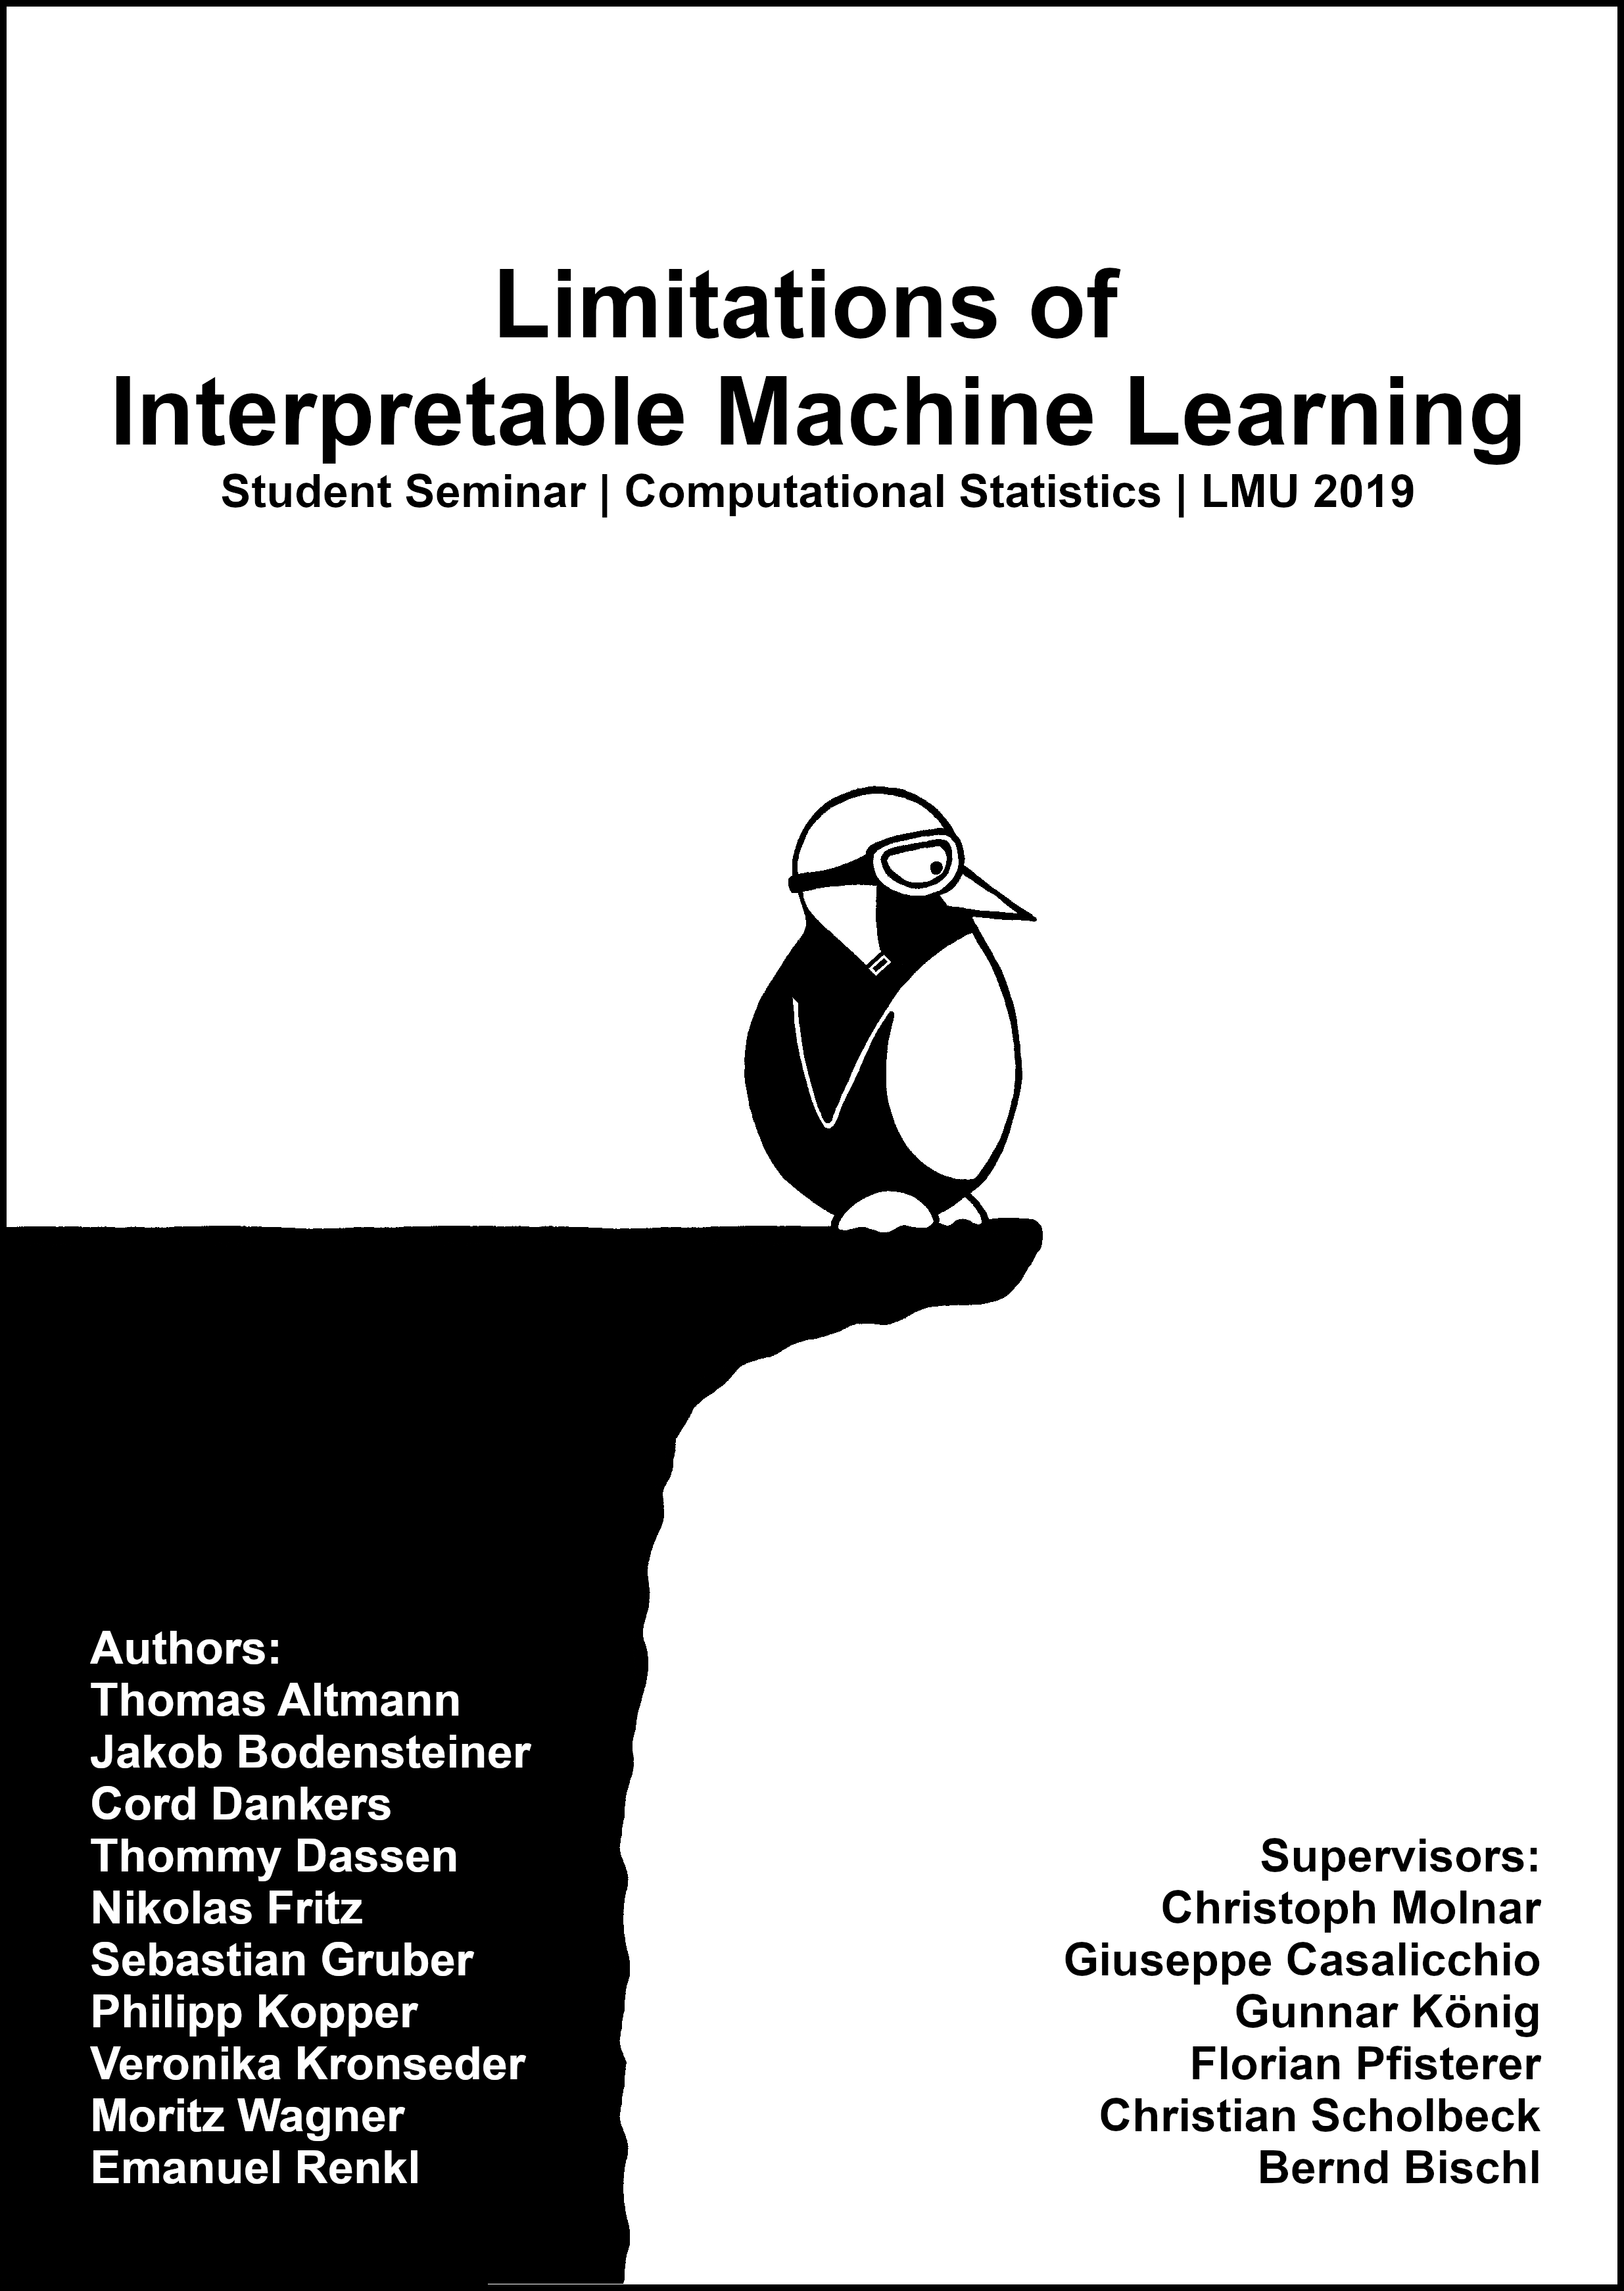 Limitations of
Interpretable Machine Learning
Student Seminar | Computational Statistics | LMU 2019
Authors:
Thomas Altmann
Jakob Bodensteiner
Cord Dankers
Thommy Dassen
Nikolas Fritz
Sebastian Gruber
Philipp Kopper
Veronika Kronseder
Moritz Wagner
Emanuel Renkl
Supervisors:
Christoph Molnar
Giuseppe Casalicchio
Gunnar König
Florian Pfisterer
Christian Scholbeck
Bernd Bischl